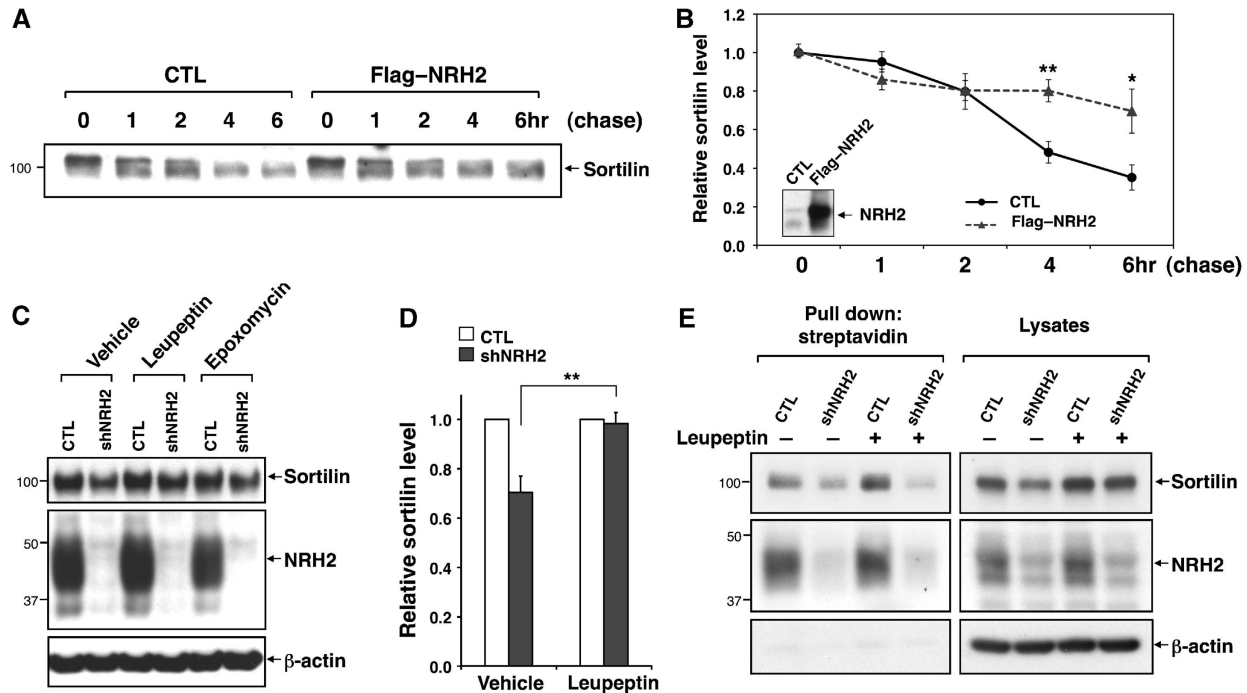 A
CTL Flag–NRH2
0 1 2 4 6 0 1 2 4 6hr (chase)
100
Sortilin
B
Relative sortilin level
1.2
1.0
0.8
0.6
0.4
0.2
0.0
**
*
CTL
Flag–NRH2
NRH2
CTL
Flag–NRH2
0 1 2 4 6hr (chase)
C
Vehicle Leupeptin Epoxomycin
CTL shNRH2 CTL shNRH2 CTL shNRH2
100
Sortilin
50
NRH2
37
β-actin
D
CTL
shNRH2
**
Relative sortilin level
1.0
0.8
0.6
0.4
0.2
0.0
Vehicle Leupeptin
E
Pull down:
streptavidin
Lysates
CTL shNRH2 CTL shNRH2 CTL shNRH2 CTL shNRH2
Leupeptin – – + + – – + +
100
Sortilin
50
NRH2
37
β-actin